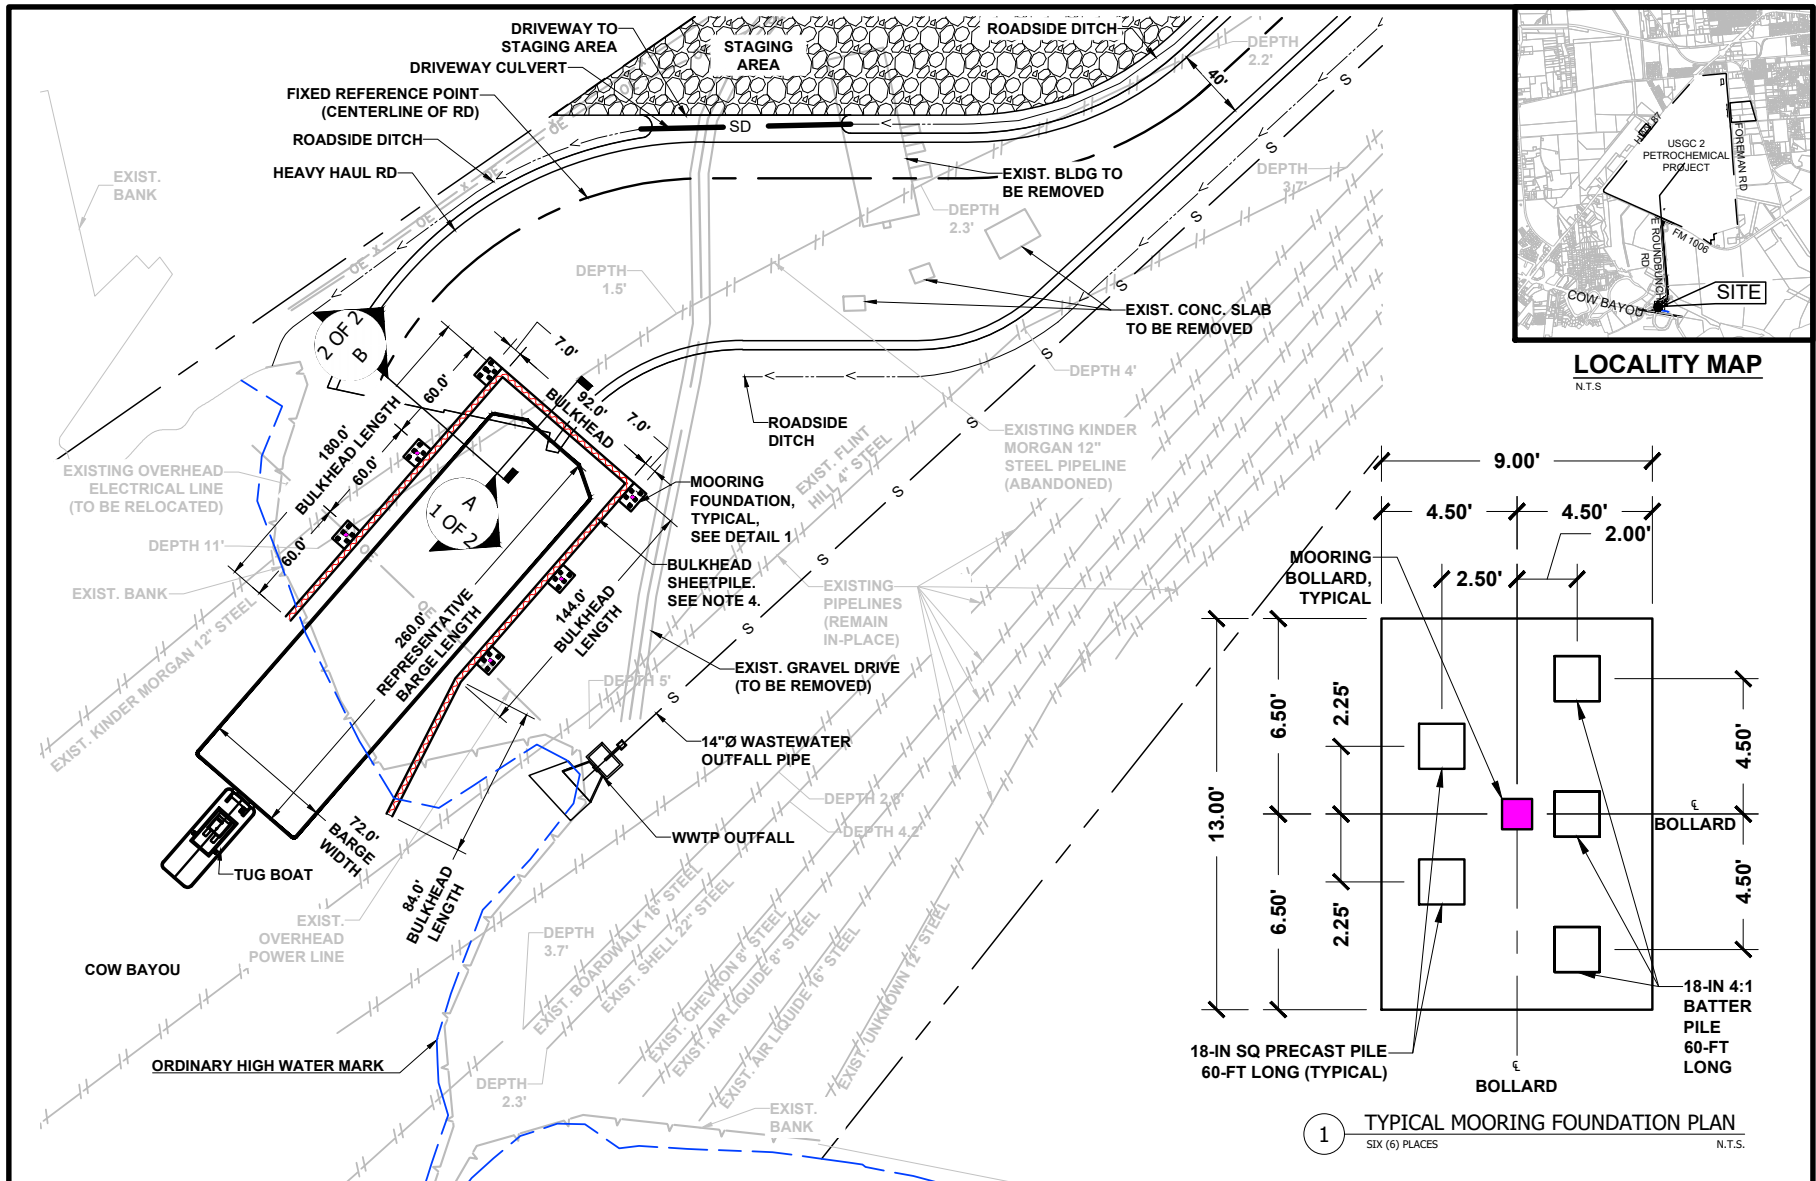 DRIVEWAY TO
STAGING AREA
DRIVEWAY CULVERT
FIXED REFERENCE POINT
(CENTERLINE OF RD)
ROADSIDE DITCH
HEAVY HAUL RD
STAGING
AREA
ROADSIDE DITCH
DEPTH
2.2'
40'
SD
OE
OE
OE
OE
X
X
EXIST.
BANK
EXIST. BLDG TO
BE REMOVED
DEPTH
3.7'
DEPTH
2.3'
DEPTH
1.5'
EXIST. CONC. SLAB
TO BE REMOVED
2 OF 2
B
7.0'
92.0'
BULKHEAD
7.0'
60.0'
180.0'
BULKHEAD LENGTH
60.0'
60.0'
DEPTH 4'
ROADSIDE
DITCH
EXISTING KINDER
MORGAN 12"
STEEL PIPELINE
(ABANDONED)
EXIST. FLINT
HILL 4" STEEL
EXISTING OVERHEAD
ELECTRICAL LINE
(TO BE RELOCATED)
DEPTH 11'
EXIST. BANK
EXIST. KINDER MORGAN 12" STEEL
A
1 OF 2
MOORING
FOUNDATION,
TYPICAL,
SEE DETAIL 1
BULKHEAD
SHEETPILE.
SEE NOTE 4.
260.0'
REPRESENTATIVE
BARGE LENGTH
144.0'
BULKHEAD
LENGTH
EXISTING
PIPELINES
(REMAIN
IN-PLACE)
EXIST. GRAVEL DRIVE
(TO BE REMOVED)
DEPTH 5'
14"Ø WASTEWATER
OUTFALL PIPE
DEPTH 2.8'
DEPTH 4.2'
WWTP OUTFALL
72.0'
BARGE
WIDTH
TUG BOAT
84.0'
BULKHEAD
LENGTH
EXIST.
OVERHEAD
POWER LINE
DEPTH
3.7'
COW BAYOU
EXIST. BOARDWALK 16" STEEL
EXIST. SHELL 22" STEEL
EXIST. CHEVRON 8" STEEL
EXIST. AIR LIQUIDE 8" STEEL
EXIST. AIR LIQUIDE 16" STEEL
EXIST. UNKNOWN 12" STEEL
ORDINARY HIGH WATER MARK
DEPTH
2.3'
EXIST.
BANK
S
S
S
S
S
S
S
S
S
S
S
S
USGC 2
PETROCHEMICAL
PROJECT
FOREMAN RD
FM 1006
E ROUNDBUNCH
RD
COW BAYOU
SITE
LOCALITY MAP
N.T.S
9.00'
4.50'
4.50'
2.00'
2.50'
MOORING
BOLLARD,
TYPICAL
13.00'
6.50'
6.50'
2.25'
2.25'
4.50'
4.50'
℄
BOLLARD
18-IN 4:1
BATTER
PILE
60-FT
LONG
18-IN SQ PRECAST PILE
60-FT LONG (TYPICAL)
℄
BOLLARD
1
TYPICAL MOORING FOUNDATION PLAN
SIX (6) PLACES
N.T.S.